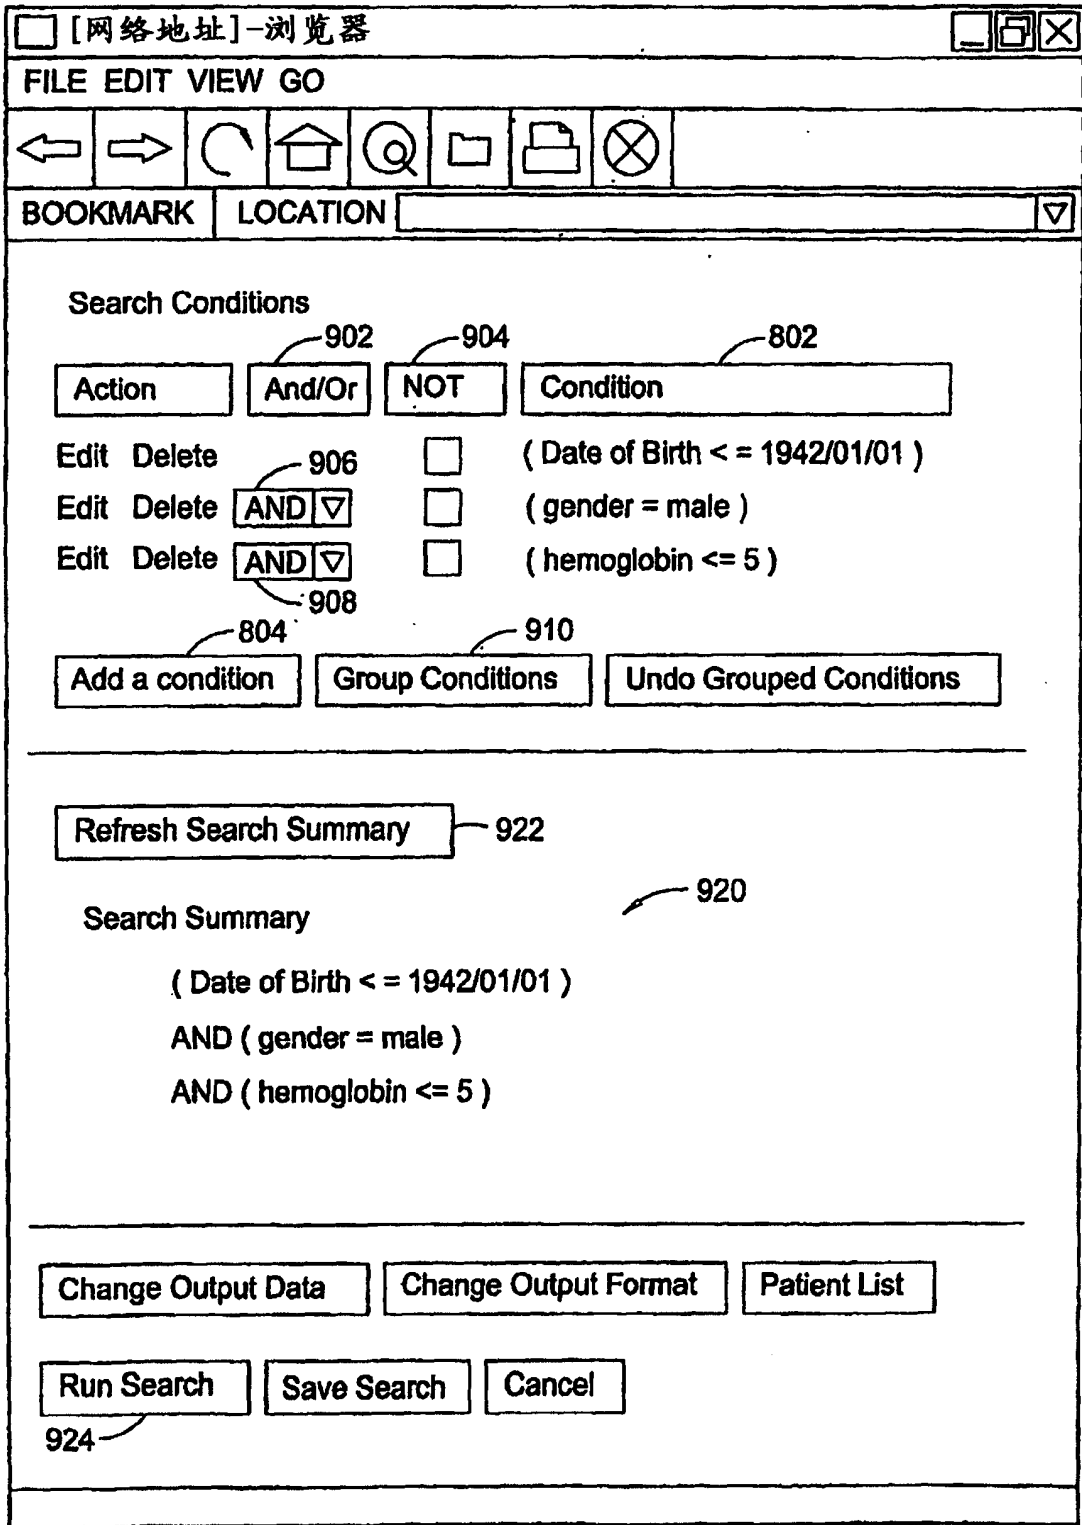 [网络地址]-浏览器
FILE EDIT VIEW GO
BOOKMARK LOCATION
Search Conditions
902 904 802
Action And/Or NOT Condition
Edit Delete ( Date of Birth < = 1942/01/01 )
906
Edit Delete AND ( gender = male )
Edit Delete AND ( hemoglobin <= 5 )
908
804 910
Add a condition Group Conditions Undo Grouped Conditions
Refresh Search Summary 922
920
Search Summary
( Date of Birth < = 1942/01/01 )
AND ( gender = male )
AND ( hemoglobin <= 5 )
Change Output Data Change Output Format Patient List
Run Search Save Search Cancel
924